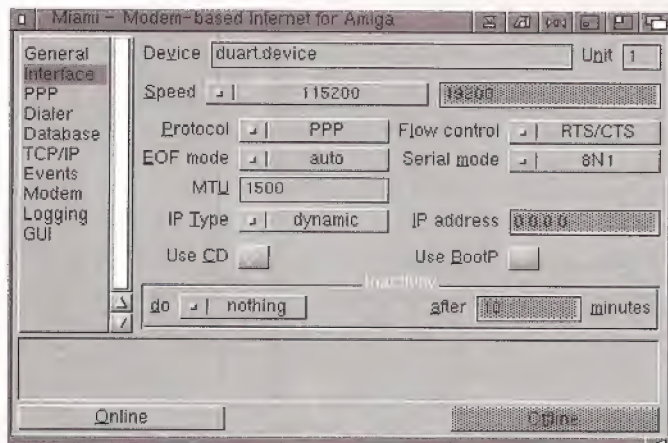 Miami - Modem-based Internet for Amiga
General
Interface
PPP
Dialer
Database
TCP/IP
Events
Modem
Logging
GUI
Device duart.device Unit 1
Speed 115200 19200
Protocol PPP Flow control RTS/CTS
EOF mode auto Serial mode 8N1
MTU 1500
IP Type dynamic IP address 0.0.0.0
Use CD Use BootP
Inactivity
do nothing after 10 minutes
Online Offline